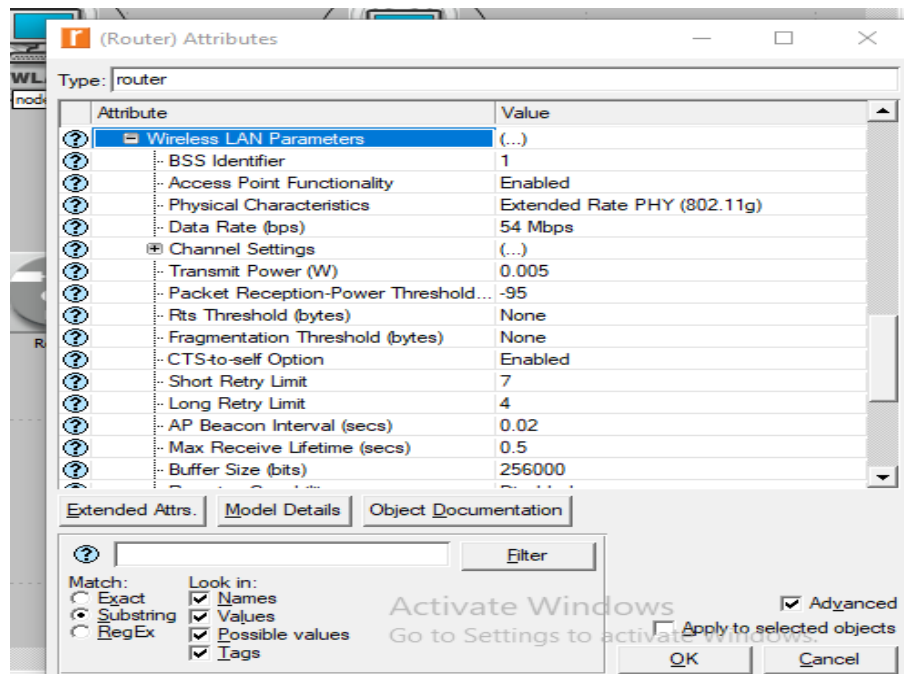 (Router) Attributes
WL
node
Type: router
Attribute Value
Wireless LAN Parameters (...)
BSS Identifier 1
Access Point Functionality Enabled
Physical Characteristics Extended Rate PHY (802.11g)
Data Rate (bps) 54 Mbps
Channel Settings (...)
Transmit Power (W) 0.005
Packet Reception-Power Threshold... -95
Rts Threshold (bytes) None
R
Fragmentation Threshold (bytes) None
CTS-to-self Option Enabled
Short Retry Limit 7
Long Retry Limit 4
AP Beacon Interval (secs) 0.02
Max Receive Lifetime (secs) 0.5
Buffer Size (bits) 256000
Extended Attrs. Model Details Object Documentation
Filter
Match: Look in:
Exact Names
Substring Values
RegEx Possible values
Tags
Activate Windows
Go to Settings to activate Windows.
Advanced
Apply to selected objects
OK Cancel